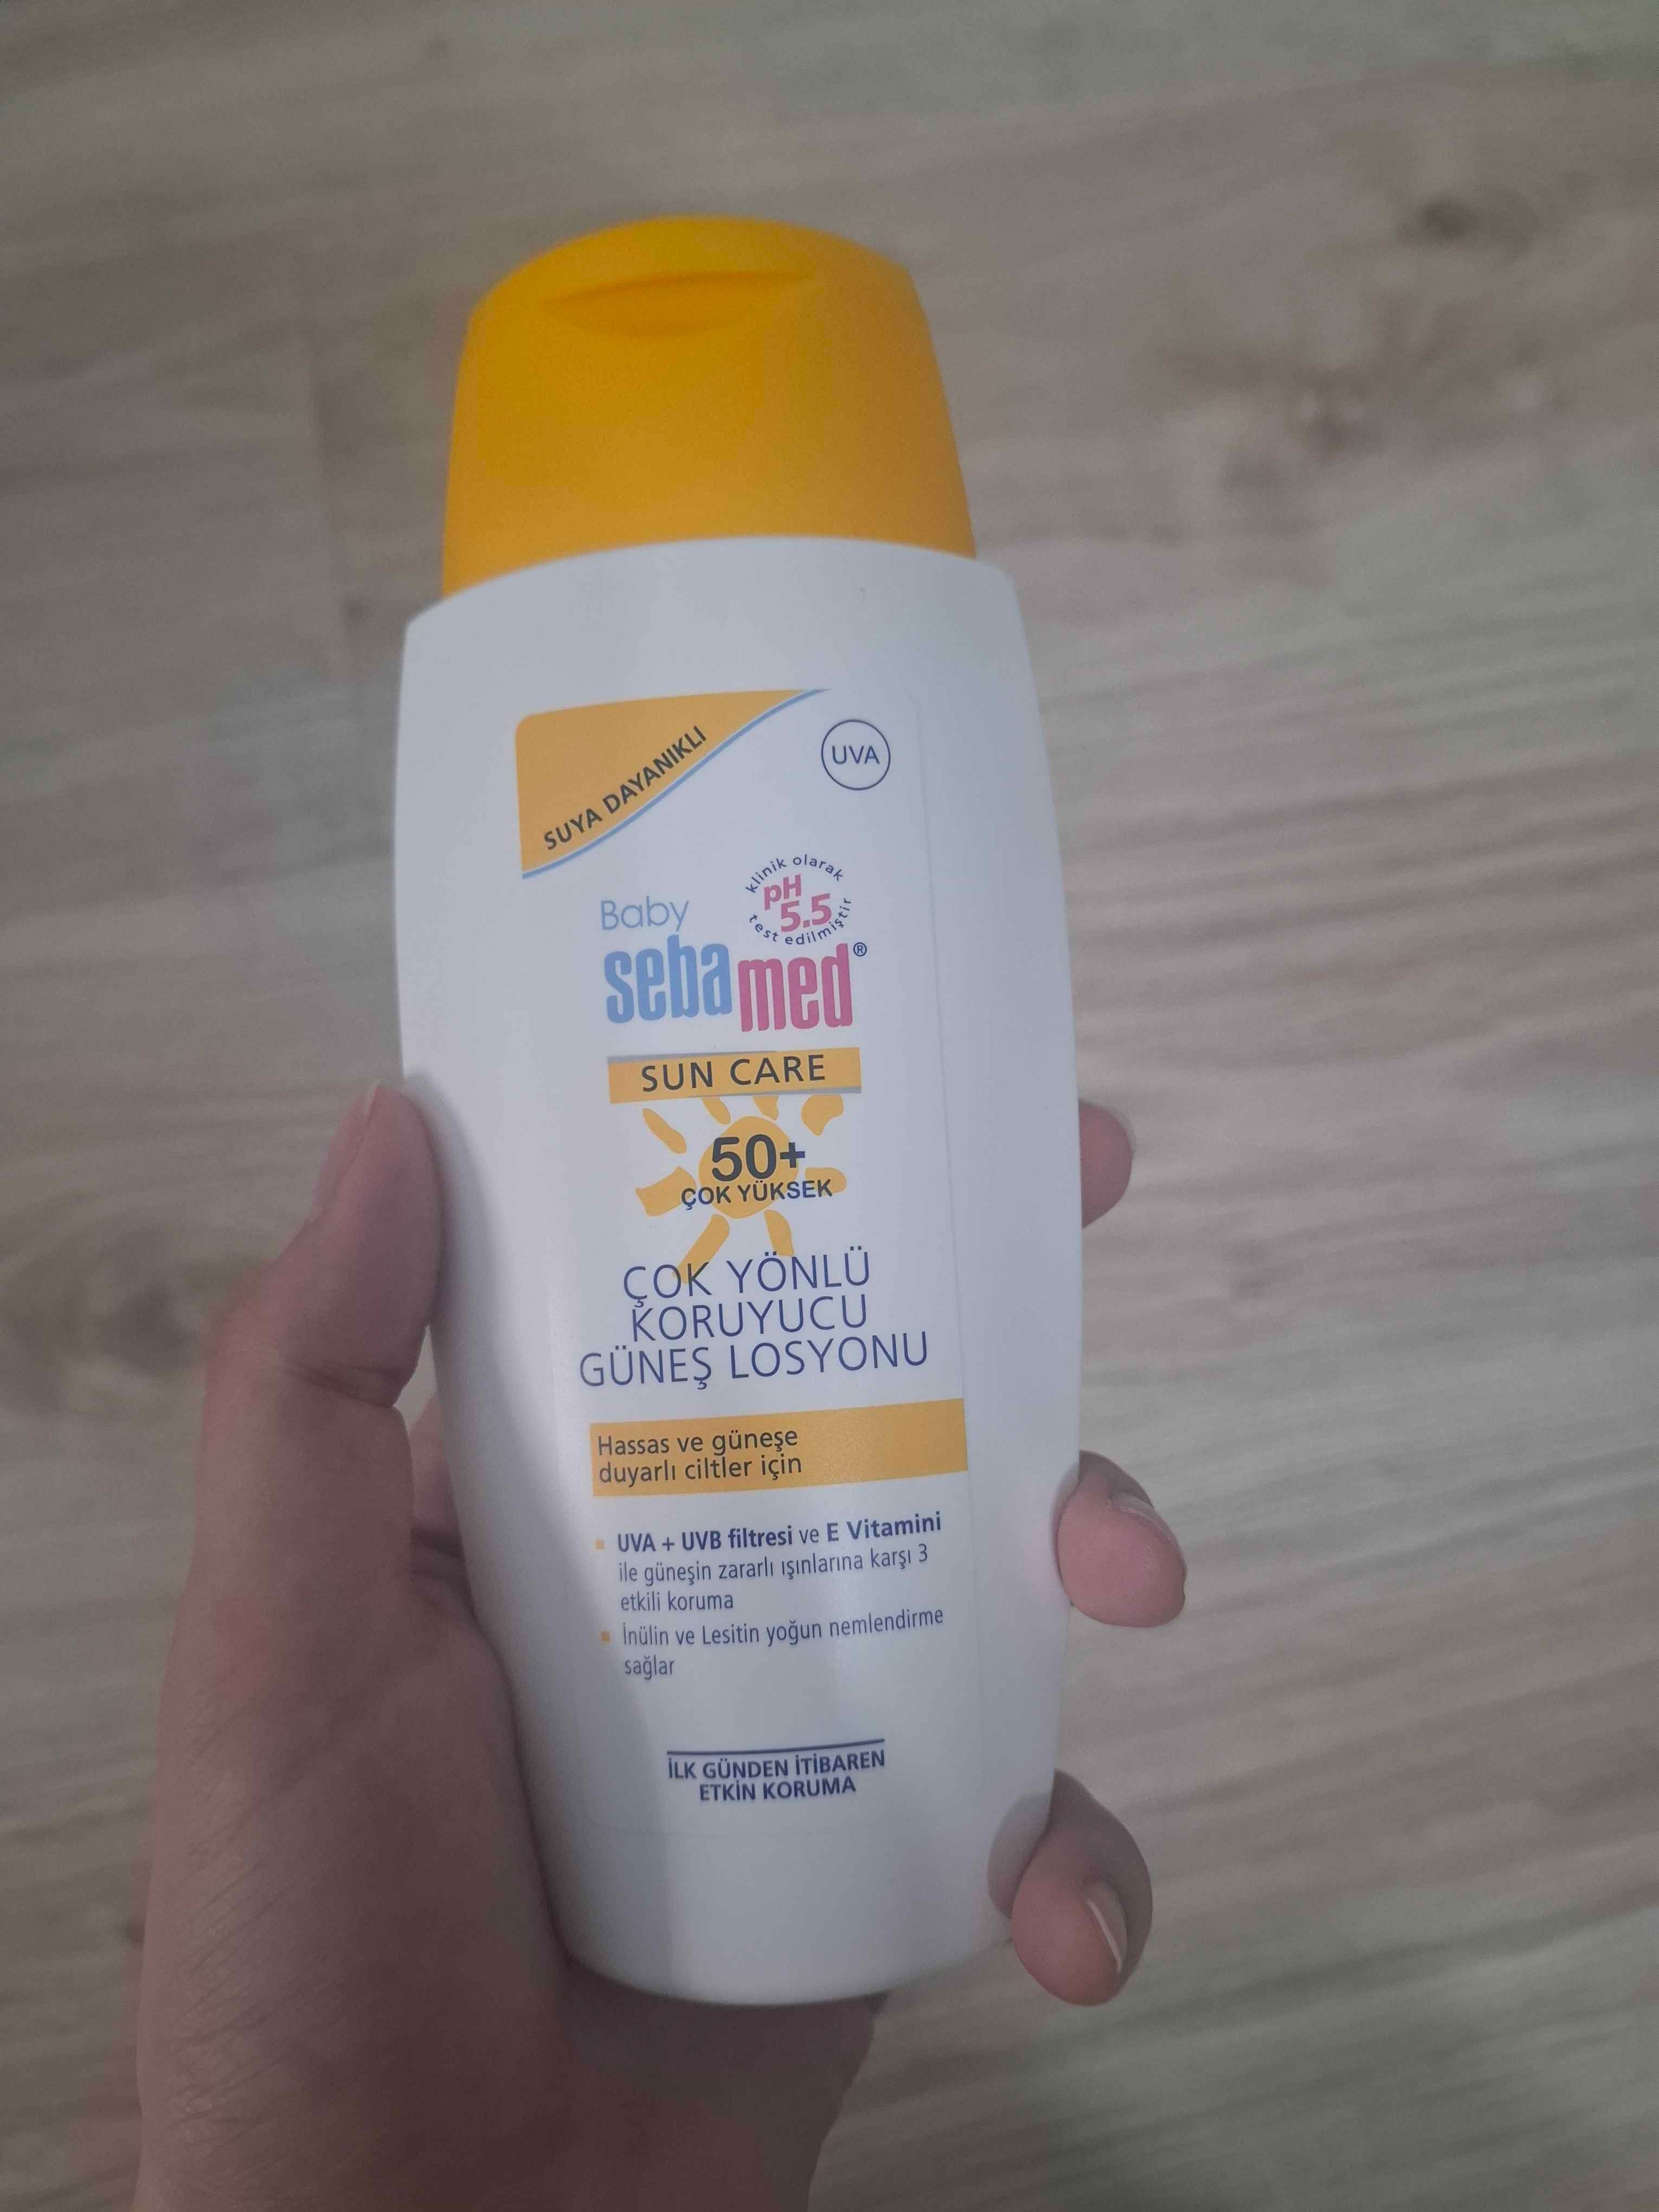 SUYA DAYANIKLI
UVA
klinik olarak
pH
5.5
test edilmiştir
Baby
sebamed®
SUN CARE
50+
ÇOK YÜKSEK
ÇOK YÖNLÜ
KORUYUCU
GÜNEŞ LOSYONU
Hassas ve güneşe
duyarlı ciltler için
▪ UVA + UVB filtresi ve E Vitamini
ile güneşin zararlı ışınlarına karşı 3
etkili koruma
▪ İnülin ve Lesitin yoğun nemlendirme
sağlar
İLK GÜNDEN İTİBAREN
ETKİN KORUMA